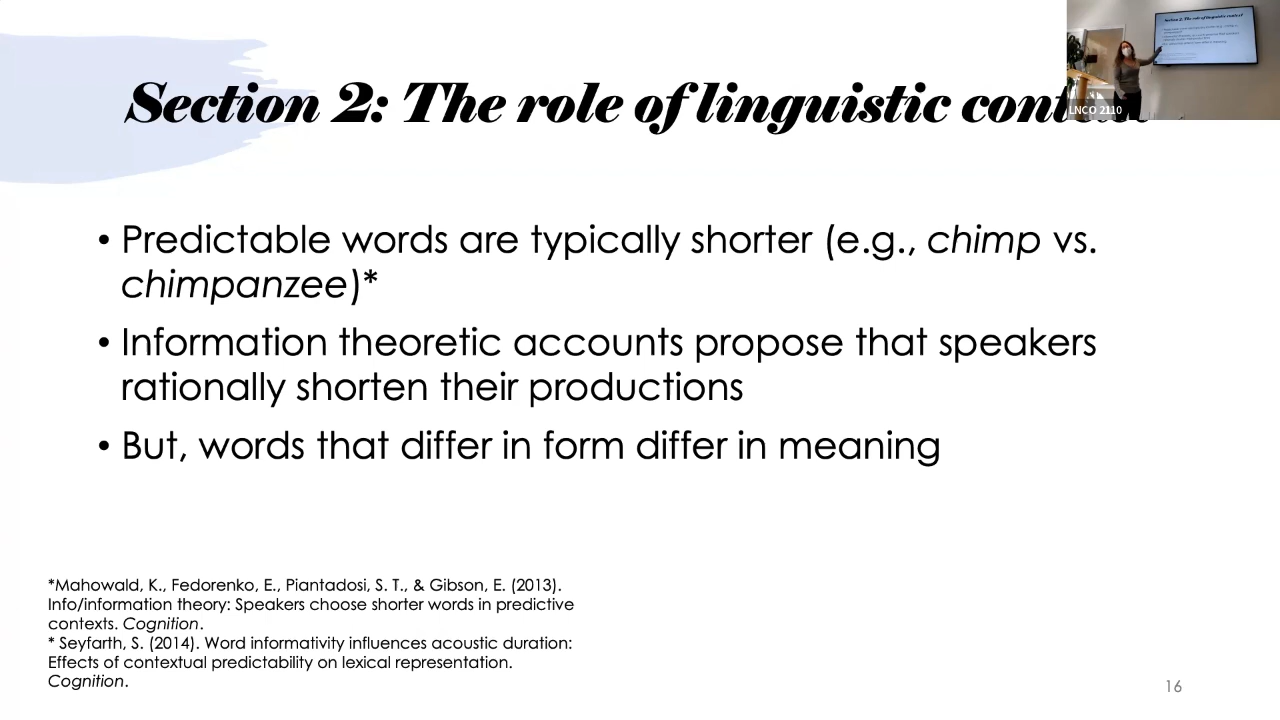 Section 2: The role of linguistic
LNCO 2110
• Predictable words are typically shorter (e.g., chimp vs.
chimpanzee)*
• Information theoretic accounts propose that speakers
rationally shorten their productions
• But, words that differ in form differ in meaning
*Mahowald, K., Fedorenko, E., Piantadosi, S. T., & Gibson, E. (2013).
Info/information theory: Speakers choose shorter words in predictive
contexts. Cognition.
* Seyfarth, S. (2014). Word informativity influences acoustic duration:
Effects of contextual predictability on lexical representation.
Cognition.
16